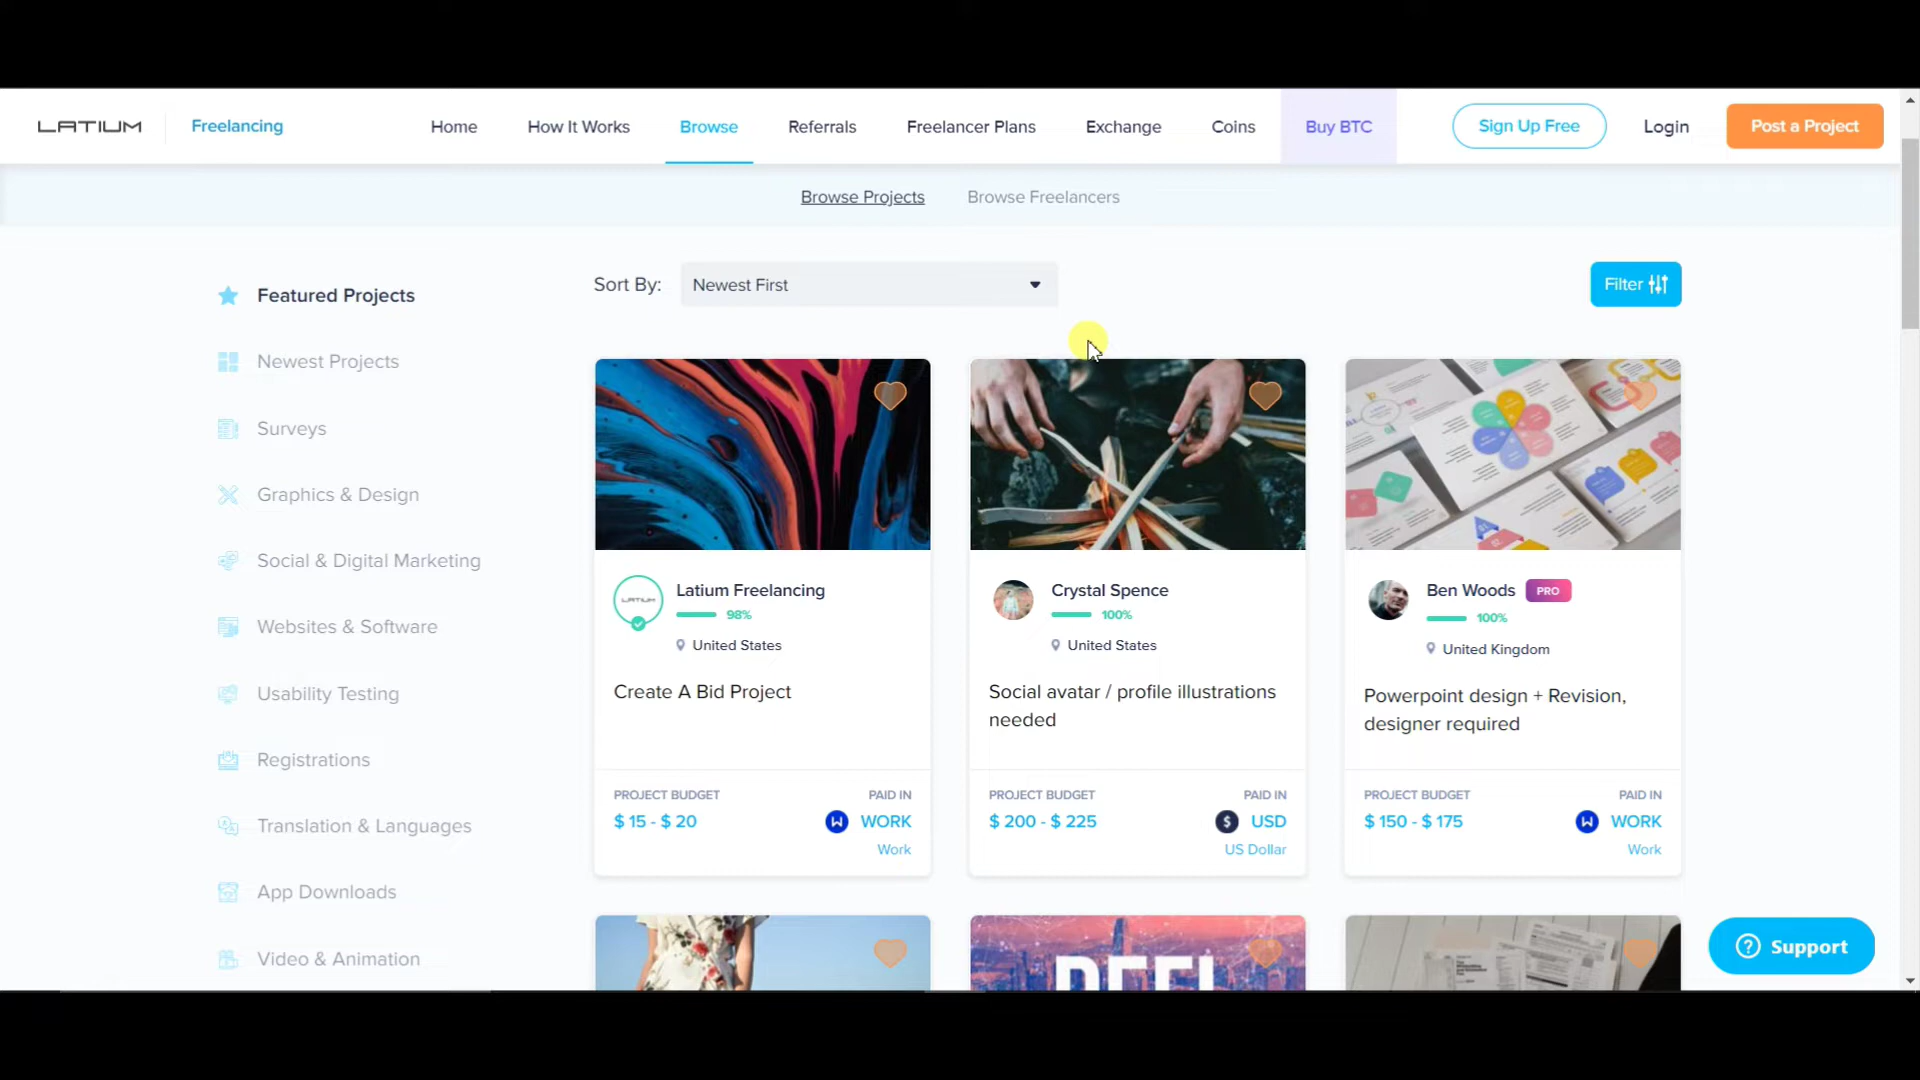 LATIUM
Freelancing
Home
How It Works
Browse
Referrals
Freelancer Plans
Exchange
Coins
Buy BTC
Sign Up Free
Login
Post a Project
Browse Projects
Browse Freelancers
Featured Projects
Newest Projects
Surveys
Graphics & Design
Social & Digital Marketing
Websites & Software
Usability Testing
Registrations
Translation & Languages
App Downloads
Video & Animation
Sort By:
Newest First
Filter
LATIUM
Latium Freelancing
98%
United States
Create A Bid Project
PROJECT BUDGET
PAID IN
$ 15 - $ 20
WORK
Work
Crystal Spence
100%
United States
Social avatar / profile illustrations
needed
PROJECT BUDGET
PAID IN
$ 200 - $ 225
$
USD
US Dollar
Ben Woods
PRO
100%
United Kingdom
Powerpoint design + Revision,
designer required
PROJECT BUDGET
PAID IN
$ 150 - $ 175
WORK
Work
? Support